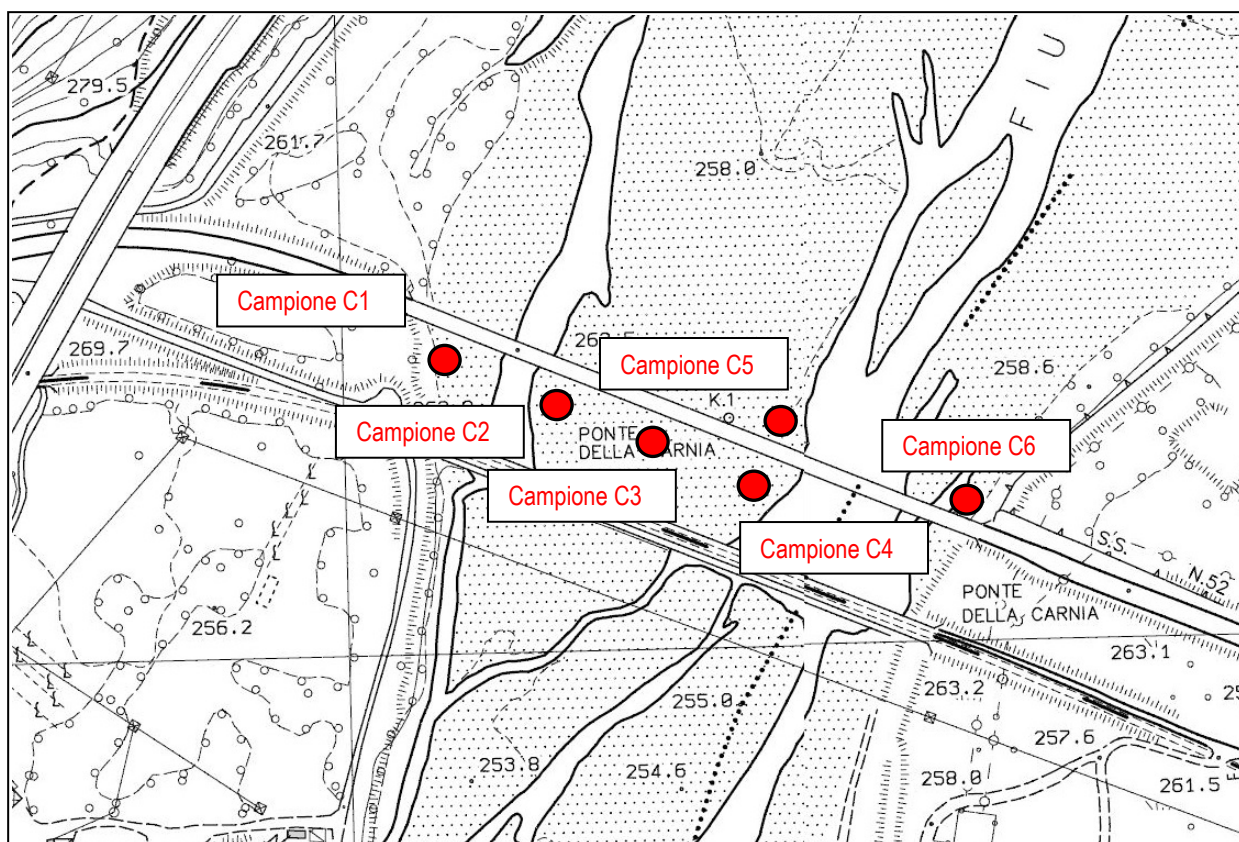 FIU
279.5
261.7
258.0
Campione C1
269.7
Campione C5
258.6
K.1
Campione C2
PONTE
DELLA CARNIA
Campione C6
Campione C3
Campione C4
S.S. N.52
PONTE
DELLA CARNIA
256.2
263.1
263.2
255.0
257.6
253.8
254.6
258.0
261.5